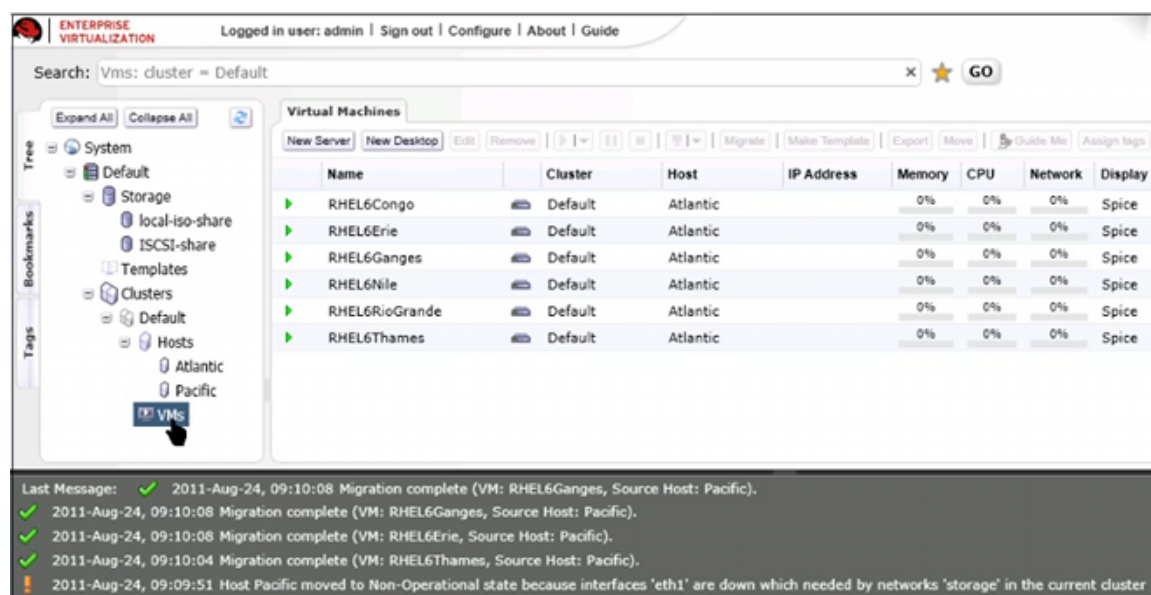 ENTERPRISE
VIRTUALIZATION
Logged in user: admin | Sign out | Configure | About | Guide
Search: Vms: cluster = Default × GO
Expand All Collapse All
Tree
Bookmarks
Tags
System
Default
Storage
local-iso-share
ISCSI-share
Templates
Clusters
Default
Hosts
Atlantic
Pacific
VMs
Virtual Machines
New Server New Desktop Edit Remove Migrate Make Template Export Move Guide Me Assign tags
Name Cluster Host IP Address Memory CPU Network Display
RHEL6Congo Default Atlantic 0% 0% 0% Spice
RHEL6Erie Default Atlantic 0% 0% 0% Spice
RHEL6Ganges Default Atlantic 0% 0% 0% Spice
RHEL6Nile Default Atlantic 0% 0% 0% Spice
RHEL6RioGrande Default Atlantic 0% 0% 0% Spice
RHEL6Thames Default Atlantic 0% 0% 0% Spice
Last Message: 2011-Aug-24, 09:10:08 Migration complete (VM: RHEL6Ganges, Source Host: Pacific).
2011-Aug-24, 09:10:08 Migration complete (VM: RHEL6Ganges, Source Host: Pacific).
2011-Aug-24, 09:10:08 Migration complete (VM: RHEL6Erie, Source Host: Pacific).
2011-Aug-24, 09:10:04 Migration complete (VM: RHEL6Thames, Source Host: Pacific).
2011-Aug-24, 09:09:51 Host Pacific moved to Non-Operational state because interfaces 'eth1' are down which needed by networks 'storage' in the current cluster